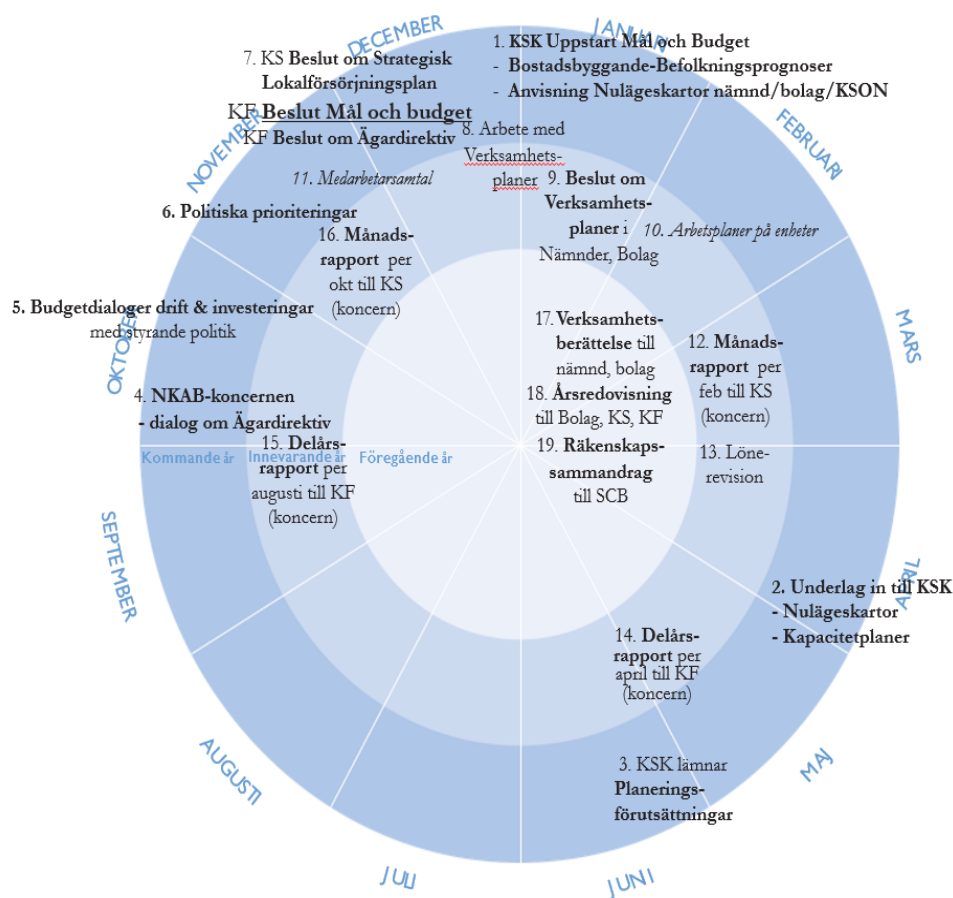 DECEMBER
JANUARI
7. KS Beslut om Strategisk
Lokalförsörjningsplan
KF Beslut Mål och budget
KF Beslut om Ägardirektiv
1. KSK Uppstart Mål och Budget
- Bostadsbyggande-Befolkningsprognoser
- Anvisning Nulägeskartor nämnd/bolag/KSON
NOVEMBER
FEBRUARI
8. Arbete med
Verksamhets-
planer
11. Medarbetarsamtal
9. Beslut om
Verksamhets-
planer i
Nämnder, Bolag
10. Arbetsplaner på enheter
6. Politiska prioriteringar
16. Månads-
rapport per
okt till KS
(koncern)
5. Budgetdialoger drift & investeringar
med styrande politik
OKTOBER
MARS
17. Verksamhets-
berättelse till
nämnd, bolag
12. Månads-
rapport per
feb till KS
(koncern)
18. Årsredovisning
till Bolag, KS, KF
4. NKAB-koncernen
- dialog om Ägardirektiv
15. Delårs-
rapport per
augusti till KF
(koncern)
Kommande år
Innevarande år
Föregående år
19. Räkenskaps-
sammandrag
till SCB
13. Löne-
revision
SEPTEMBER
APRIL
2. Underlag in till KSK
- Nulägeskartor
- Kapacitetplaner
14. Delårs-
rapport per
april till KF
(koncern)
AUGUSTI
MAJ
3. KSK lämnar
Planerings-
förutsättningar
JULI
JUNI